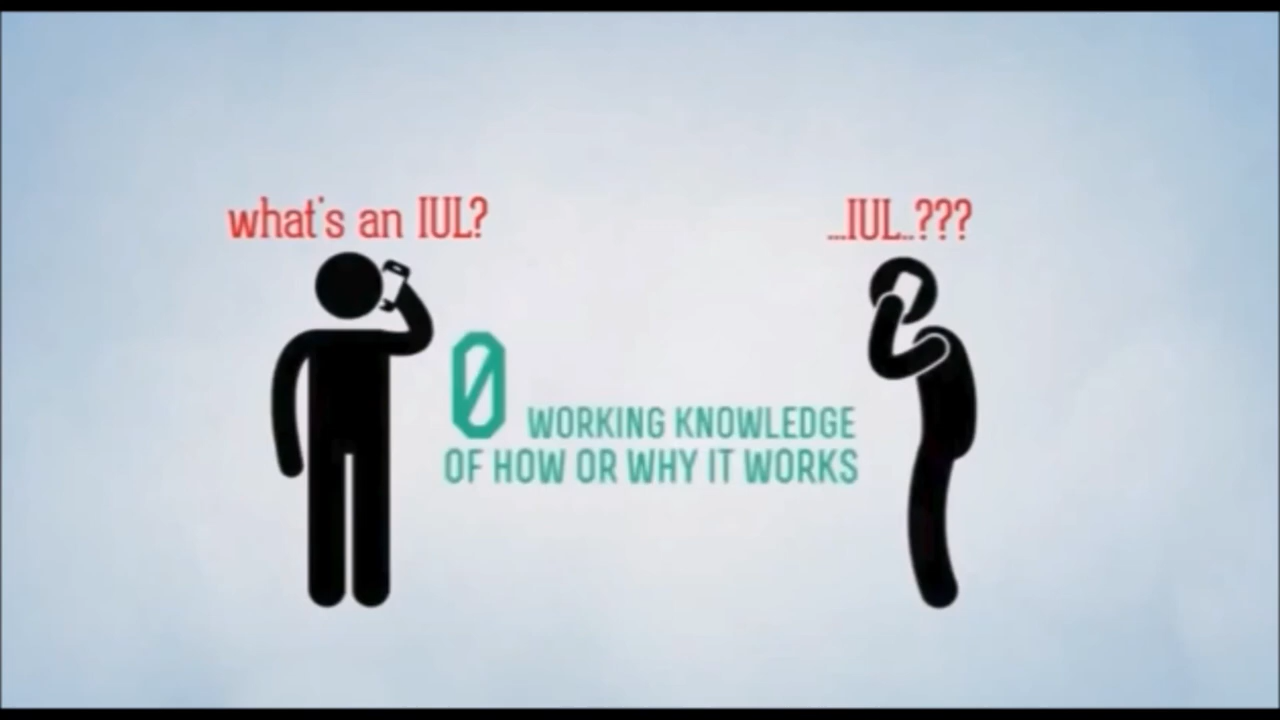 what's an IUL?
...IUL..???
0 WORKING KNOWLEDGE
OF HOW OR WHY IT WORKS